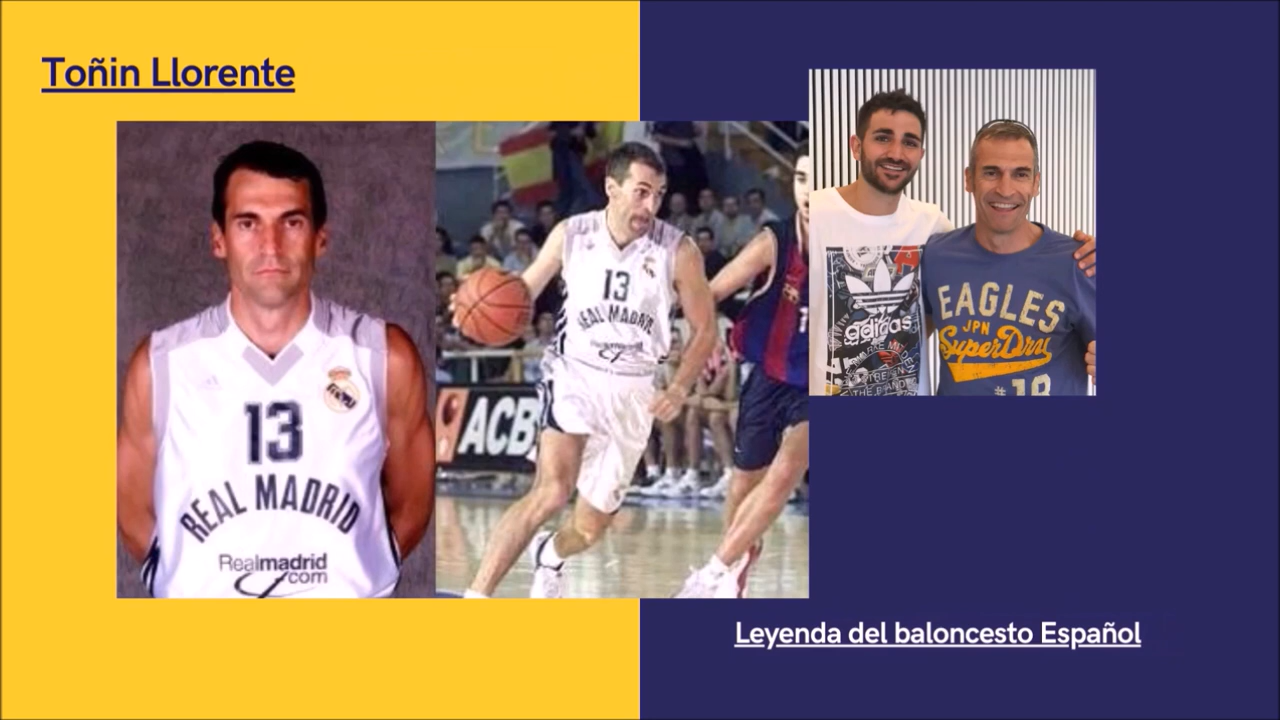 Toñin Llorente
13
REAL MADRID
Realmadrid
.com
13
REAL MADRID
Realmadrid
ACB
adidas
EAGLES
JPN
SuperDry
#18
Leyenda del baloncesto Español